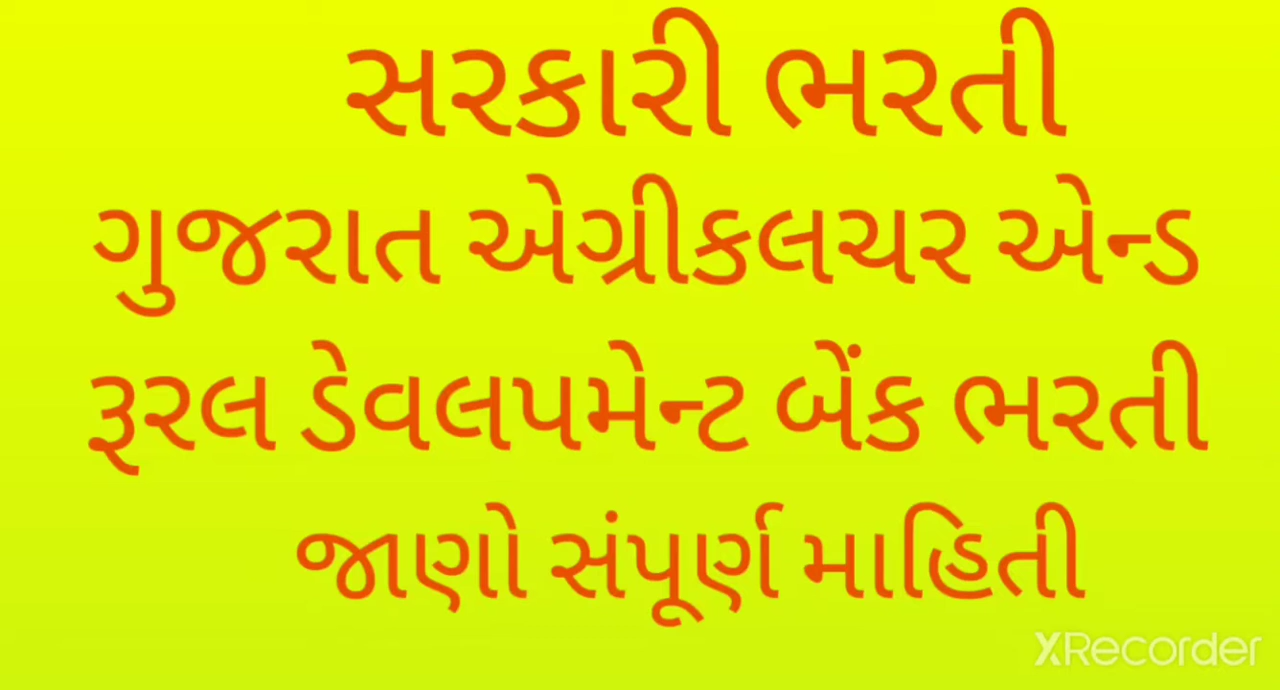 સરકારી ભરતી
ગુજરાત એગ્રીકલચર એન્ડ
રૂરલ ડેવલપમેન્ટ બેંક ભરતી
જાણો સંપૂર્ણ માહિતી
XRecorder